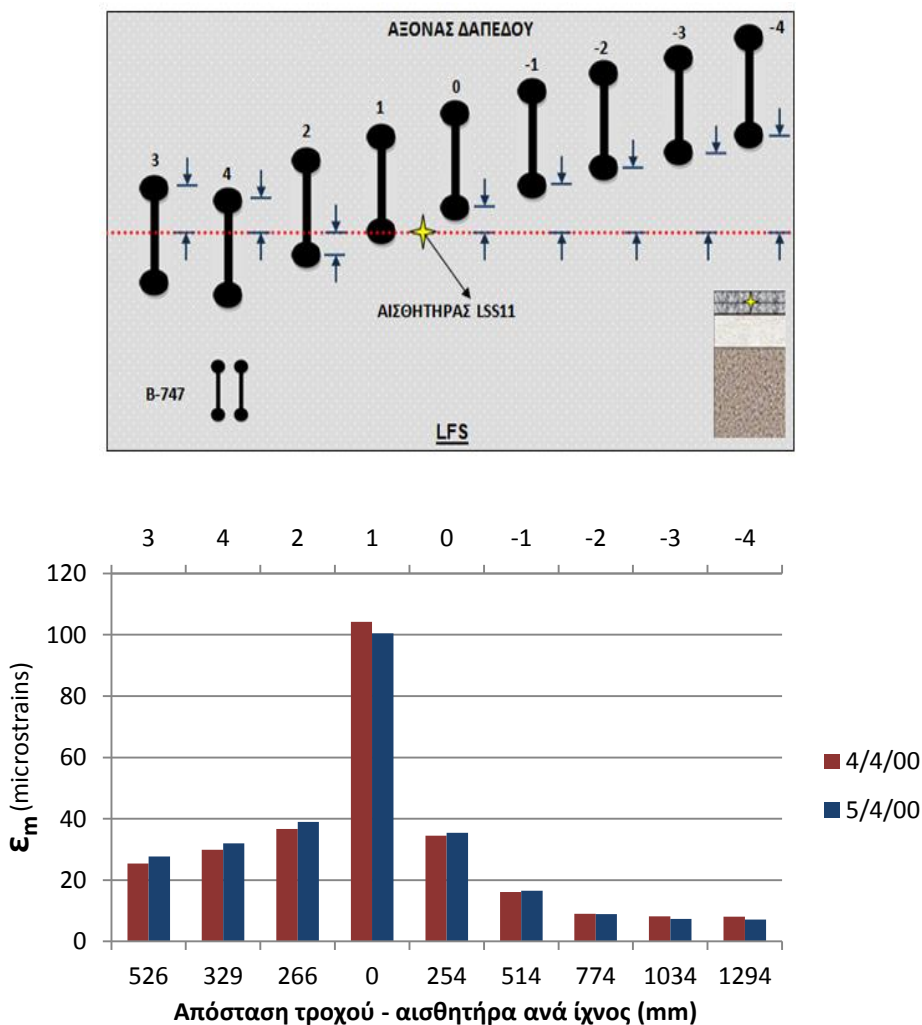 ΑΞΟΝΑΣ ΔΑΠΕΔΟΥ
3 4 2 1 0 -1 -2 -3 -4
ΑΙΣΘΗΤΗΡΑΣ LSS11
B-747
LFS
3 4 2 1 0 -1 -2 -3 -4
120
100
80
60
40
20
0
εm (microstrains)
526 329 266 0 254 514 774 1034 1294
Απόσταση τροχού - αισθητήρα ανά ίχνος (mm)
4/4/00
5/4/00